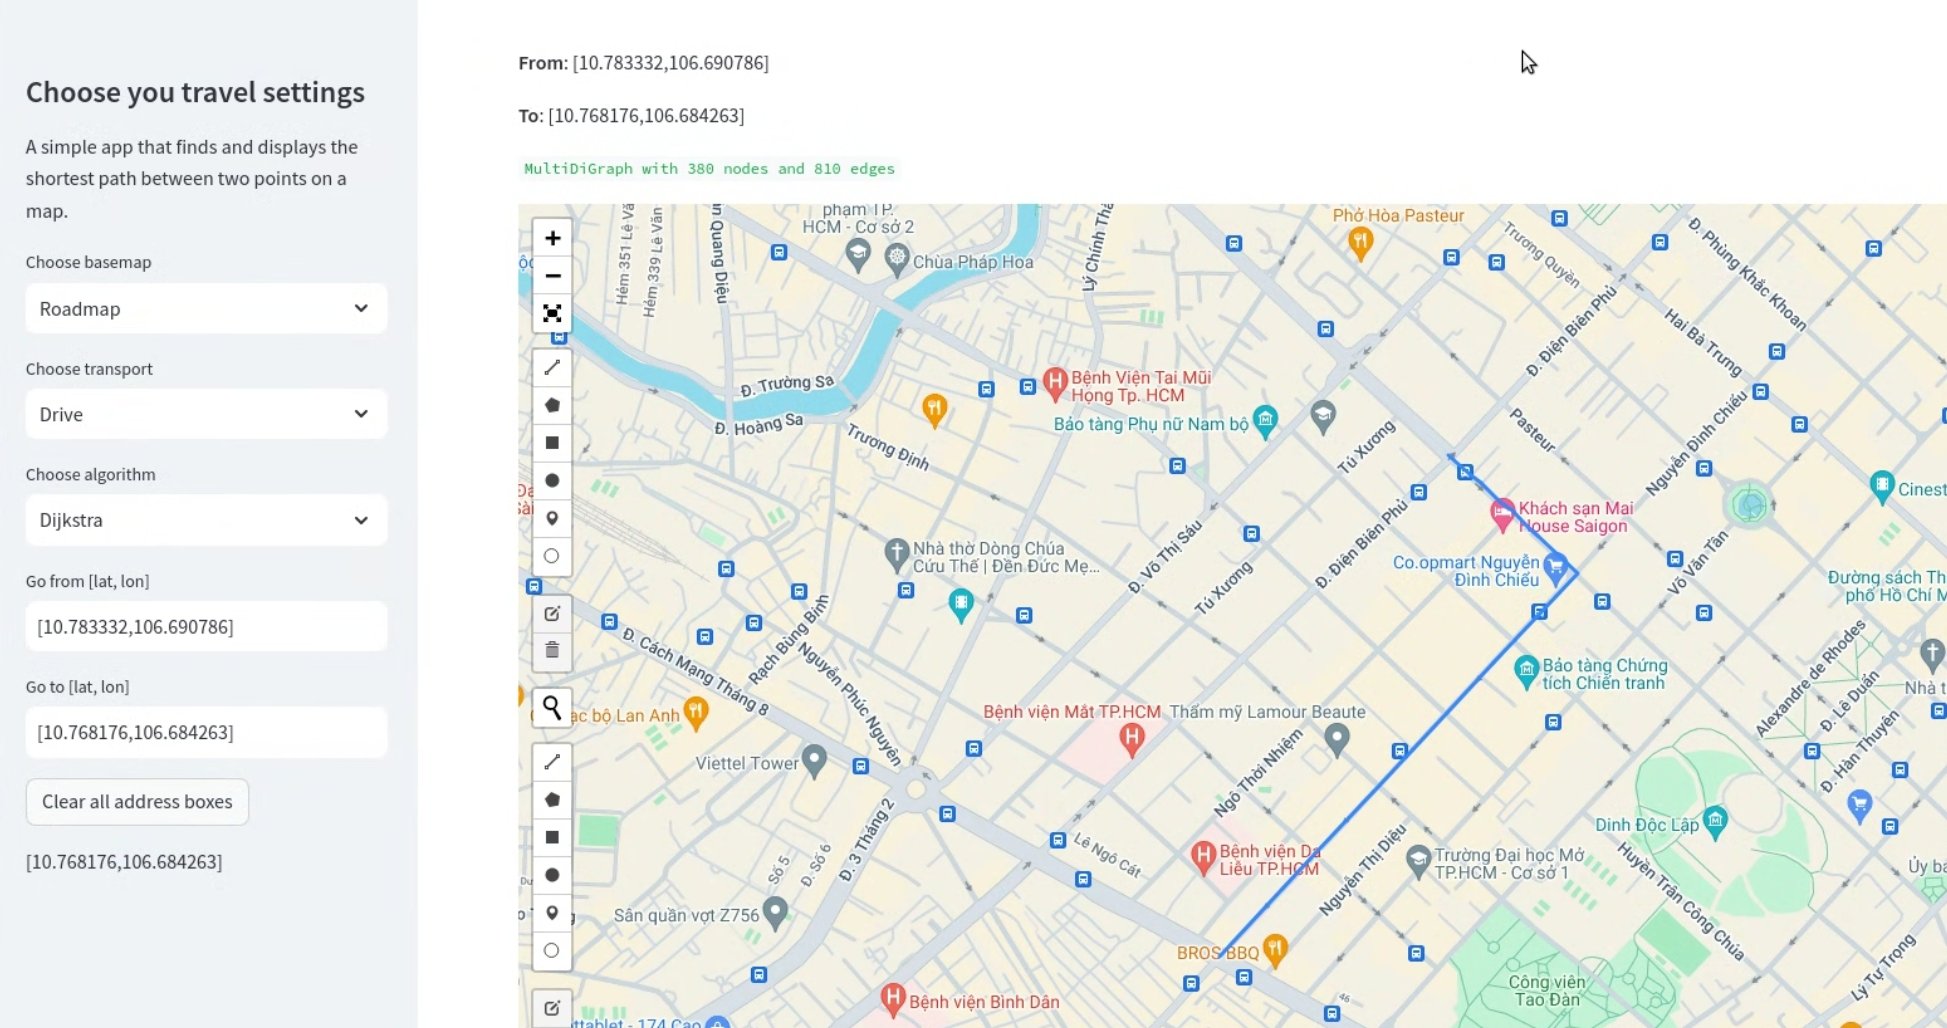 Choose you travel settings
A simple app that finds and displays the
shortest path between two points on a
map.
Choose basemap
Roadmap
Choose transport
Drive
Choose algorithm
Dijkstra
Go from [lat, lon]
[10.783332,106.690786]
Go to [lat, lon]
[10.768176,106.684263]
Clear all address boxes
[10.768176,106.684263]
From: [10.783332,106.690786]
To: [10.768176,106.684263]
MultiDiGraph with 380 nodes and 810 edges
phạm TP.
HCM - Cơ sở 2
Chùa Pháp Hoa
Hẻm 351 Lê Vă
Hẻm 339 Lê Văn
n Quang Diệu
Lý Chính Thắ
Phở Hòa Pasteur
Trương Quyền
Đ. Phùng Khắc Khoan
Đ. Điện Biên Phủ
Hai Bà Trưng
Đ. Trường Sa
Đ. Hoàng Sa
Trương Định
Bệnh Viện Tai Mũi
Họng Tp. HCM
Bảo tàng Phụ nữ Nam bộ
Tú Xương
Pasteur
Nguyễn Đình Chiểu
Cinest
Khách sạn Mai
House Saigon
Co.opmart Nguyễn
Đình Chiểu
Đ. Điện Biên Phủ
Đ. Võ Thị Sáu
Tú Xương
Võ Văn Tần
Nhà thờ Dòng Chúa
Cứu Thế | Đền Đức Mẹ...
Đường sách Th
phố Hồ Chí M
Đ. Cách Mạng Tháng 8
Rạch Bùng Binh
Nguyễn Phúc Nguyên
Bảo tàng Chứng
tích Chiến tranh
Alexandre de Rhodes
Đ. Lê Duẩn
Đ. Hàn Thuyên
Nhà t
ạc bộ Lan Anh
Bệnh viện Mắt TP.HCM
Thẩm mỹ Lamour Beaute
Viettel Tower
Ngô Thời Nhiệm
Dinh Độc Lập
Đ. 3 Tháng 2
Số 5
Đ. Số 6
Lê Ngô Cát
Bệnh viện Da
Liễu TP.HCM
Nguyễn Thị Diệu
Trường Đại học Mở
TP.HCM - Cơ sở 1
Huyền Trân Công Chúa
Ủy ba
Sân quần vợt Z756
BROS BBQ
Lý Tự Trọng
Công viên
Tao Đàn
Bệnh viện Bình Dân
46
ttablet - 174 Cao